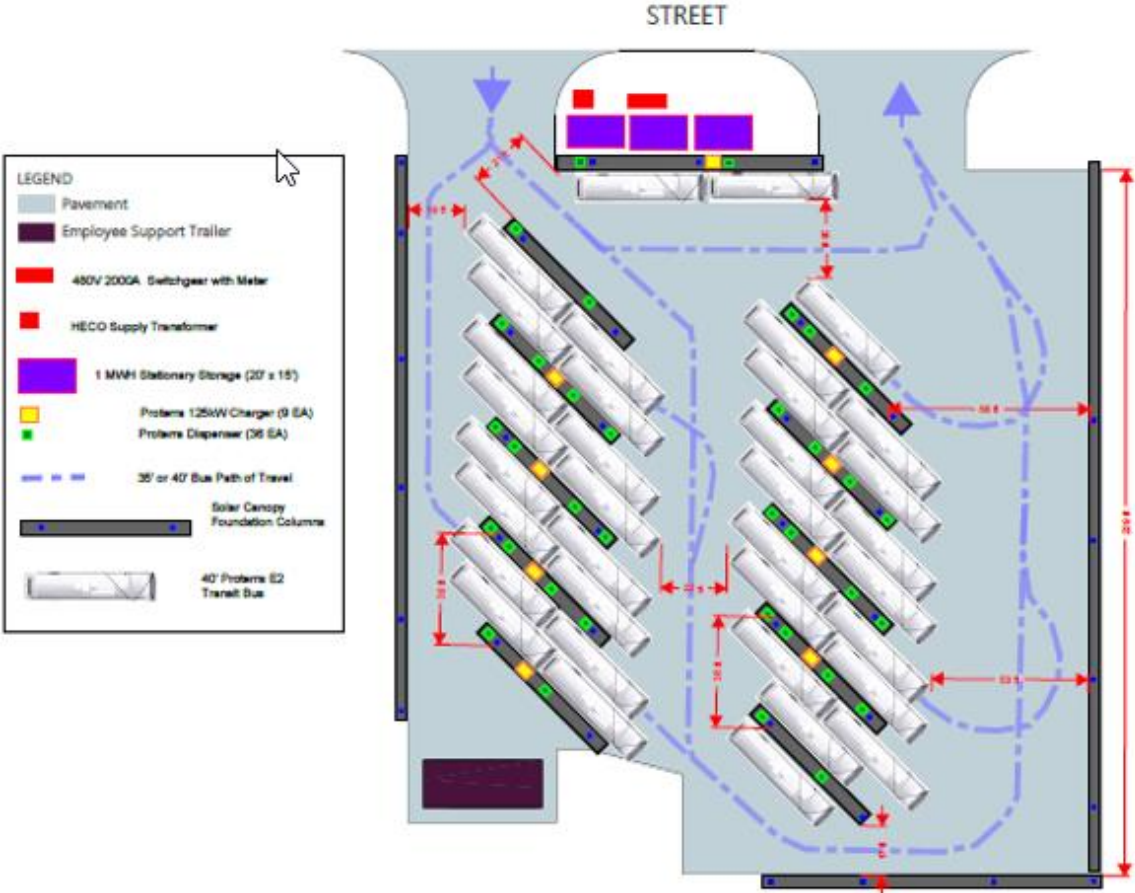 STREET
LEGEND
Pavement
Employee Support Trailer
480V 2000A Switchgear with Meter
HECO Supply Transformer
1 MWH Stationary Storage (20' x 15')
Proterra 125kW Charger (9 EA)
Proterra Dispenser (36 EA)
35' or 40' Bus Path of Travel
Solar Canopy
Foundation Columns
40' Proterra E2
Transit Bus